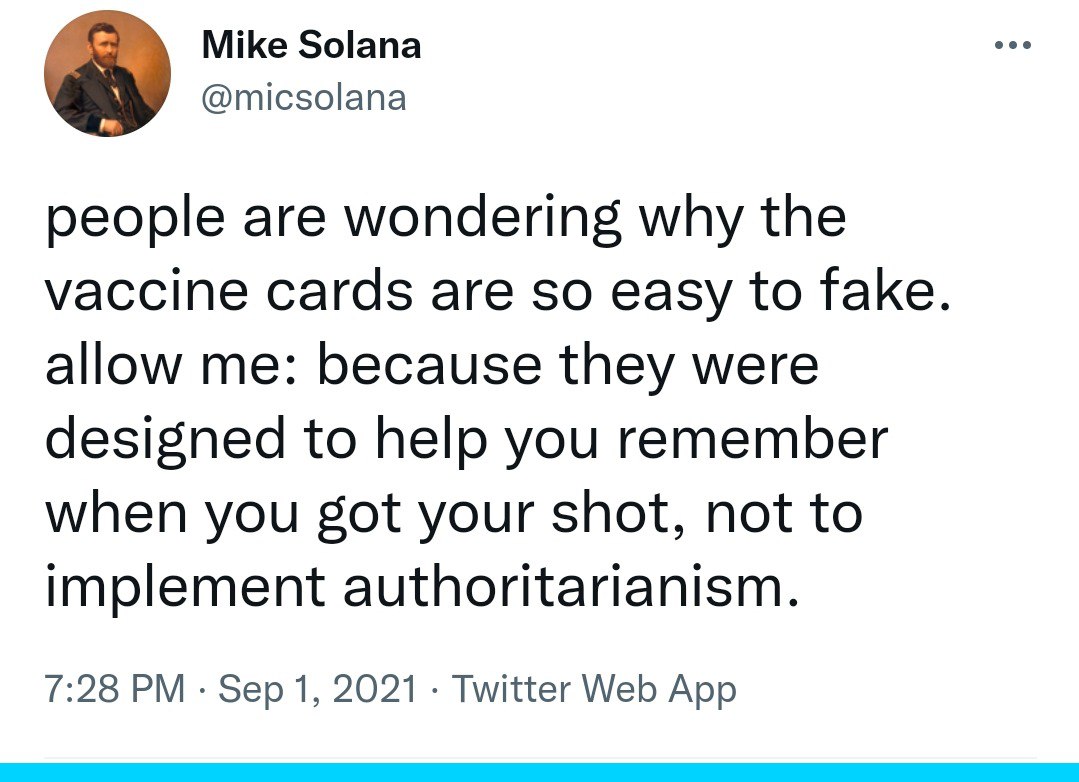 Mike Solana
@micsolana
people are wondering why the
vaccine cards are so easy to fake.
allow me: because they were
designed to help you remember
when you got your shot, not to
implement authoritarianism.
7:28 PM · Sep 1, 2021 · Twitter Web App